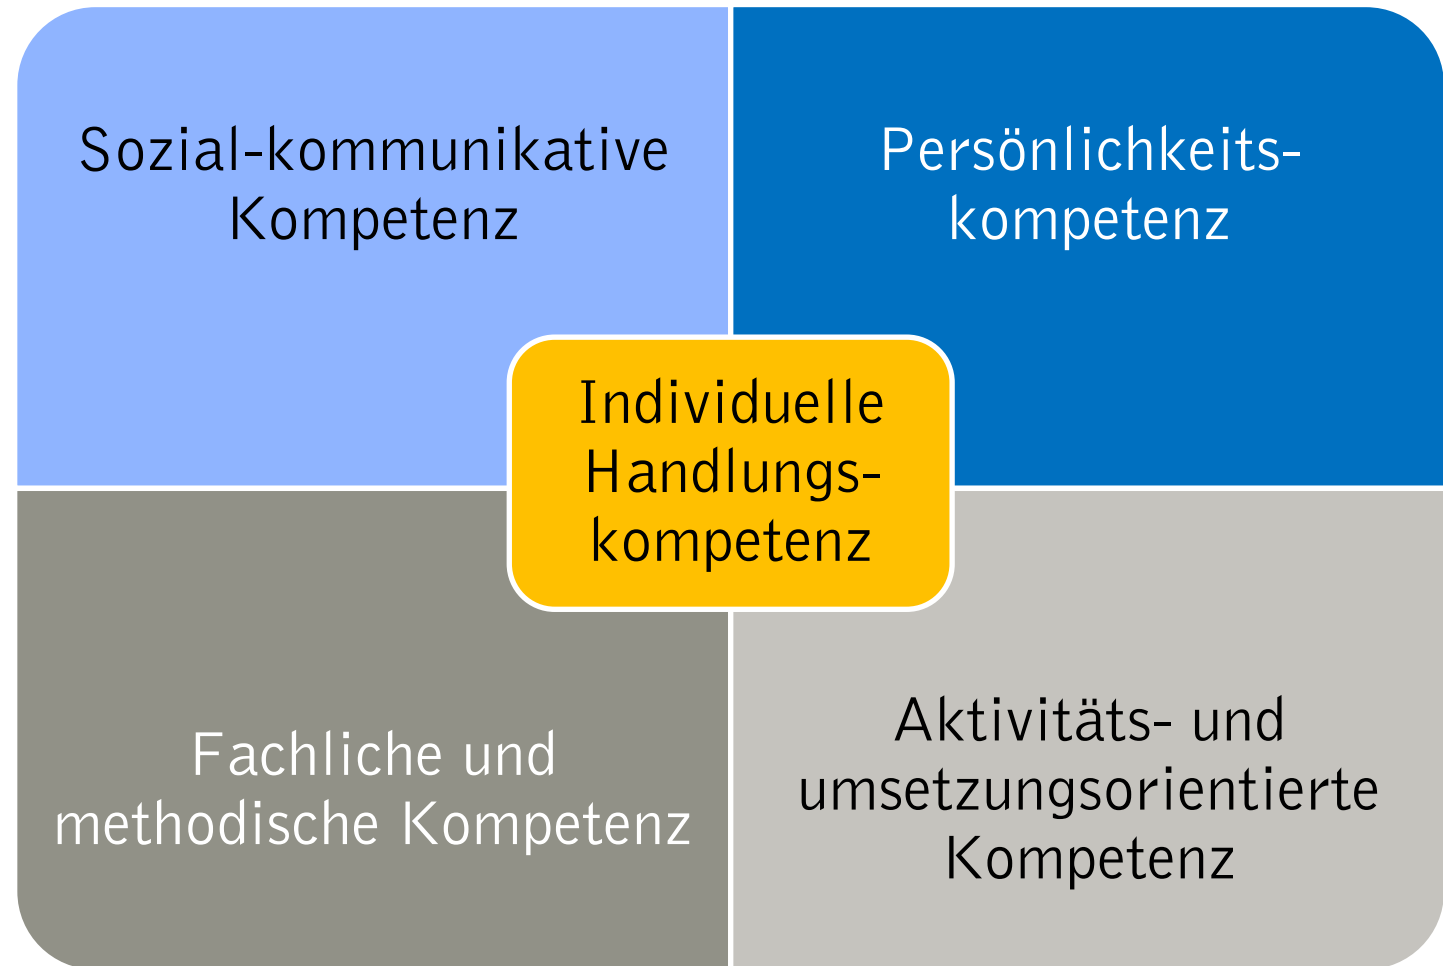 Sozial-kommunikative
Kompetenz
Persönlichkeits-
kompetenz
Individuelle
Handlungs-
kompetenz
Fachliche und
methodische Kompetenz
Aktivitäts- und
umsetzungsorientierte
Kompetenz